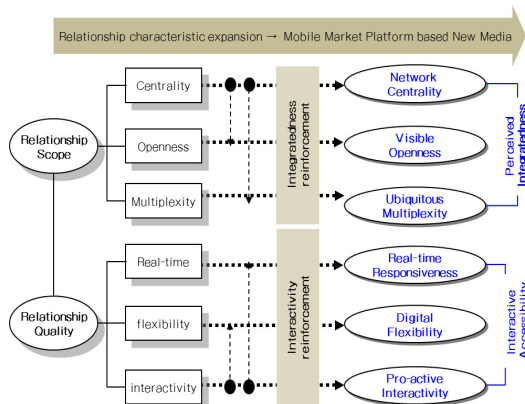 Relationship characteristic expansion → Mobile Market Platform based New Media
Centrality
Network
Centrality
Relationship
Scope
Openness
Visible
Openness
Multiplexity
Ubiquitous
Multiplexity
Integratedness
reinforcement
Perceived
Integratedness
Real-time
Real-time
Responsiveness
Relationship
Quality
flexibility
Digital
Flexibility
interactivity
Pro-active
Interactivity
Interactivity
reinforcement
Interactive
Accessibility